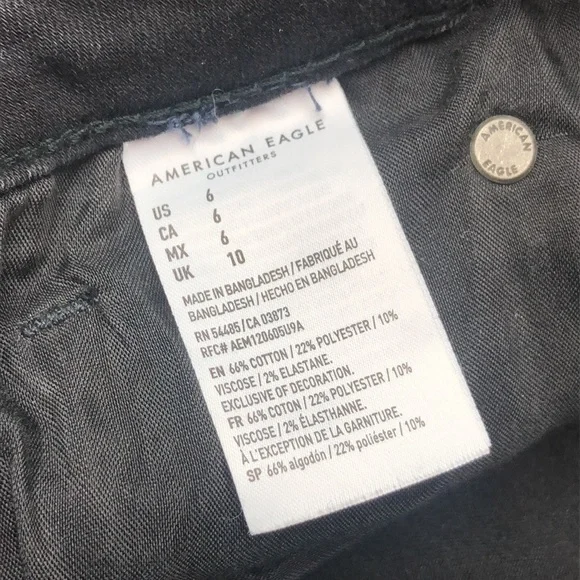 AMERICAN EAGLE
OUTFITTERS
US 6
CA 6
MX 6
UK 10
MADE IN BANGLADESH / FABRIQUÉ AU
BANGLADESH / HECHO EN BANGLADESH
RN 54485 / CA 03873
RFC# AEM120605U9A
EN 66% COTTON / 22% POLYESTER / 10%
VISCOSE / 2% ELASTANE.
EXCLUSIVE OF DECORATION.
FR 66% COTON / 22% POLYESTER / 10%
VISCOSE / 2% ÉLASTHANNE.
À L'EXCEPTION DE LA GARNITURE.
SP 66% algodón / 22% poliéster / 10%
AMERICAN
EAGLE